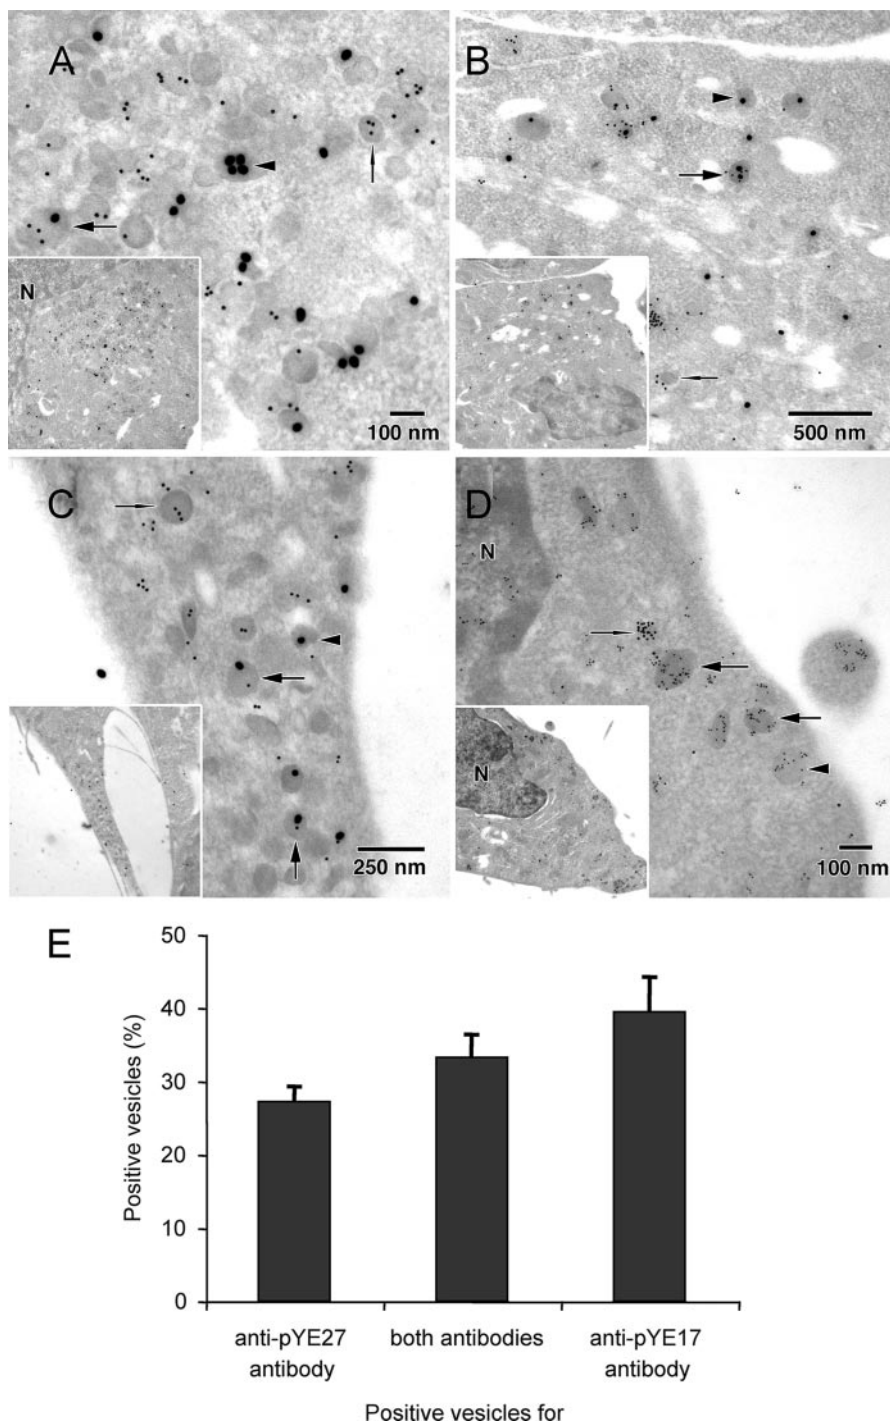 A
N
100 nm
B
500 nm
C
250 nm
D
N
N
100 nm
E
50
40
30
20
10
0
Positive vesicles (%)
anti-pYE27
antibody
both antibodies
anti-pYE17
antibody
Positive vesicles for